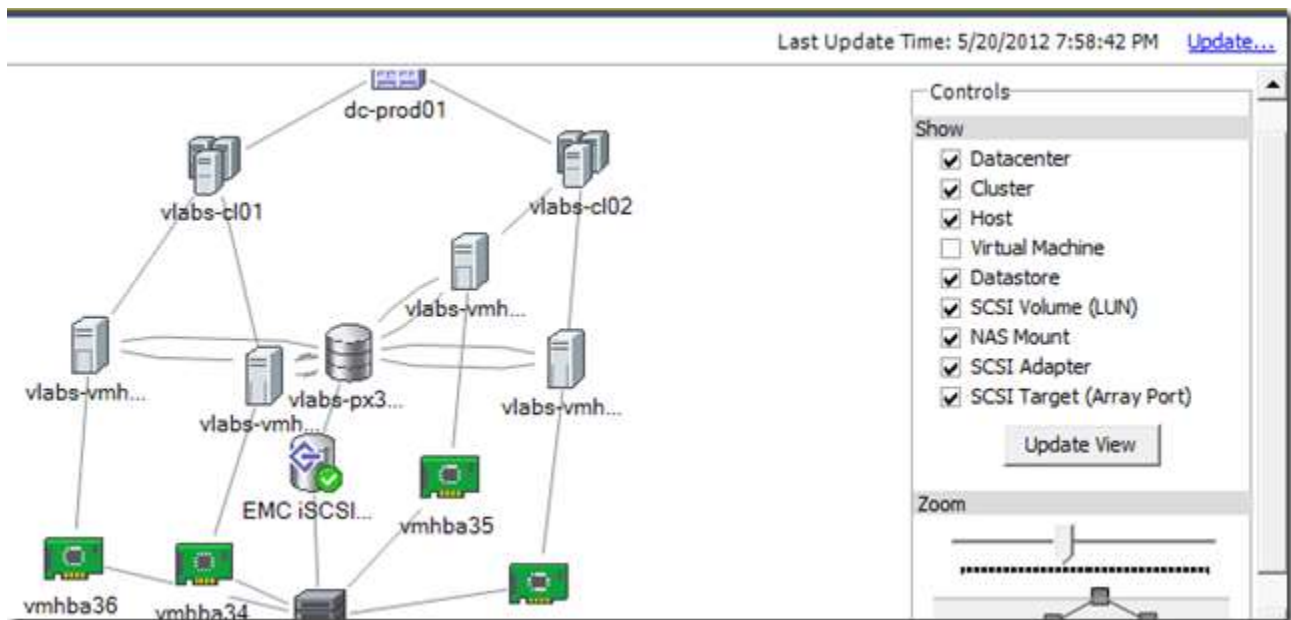 Last Update Time: 5/20/2012 7:58:42 PM Update...
dc-prod01
vlabs-cl01
vlabs-cl02
vlabs-vmh...
vlabs-vmh...
vlabs-vmh...
vlabs-px3...
vlabs-vmh...
EMC iSCSI...
vmhba35
vmhba36
vmhba34
Controls
Show
Datacenter
Cluster
Host
Virtual Machine
Datastore
SCSI Volume (LUN)
NAS Mount
SCSI Adapter
SCSI Target (Array Port)
Update View
Zoom